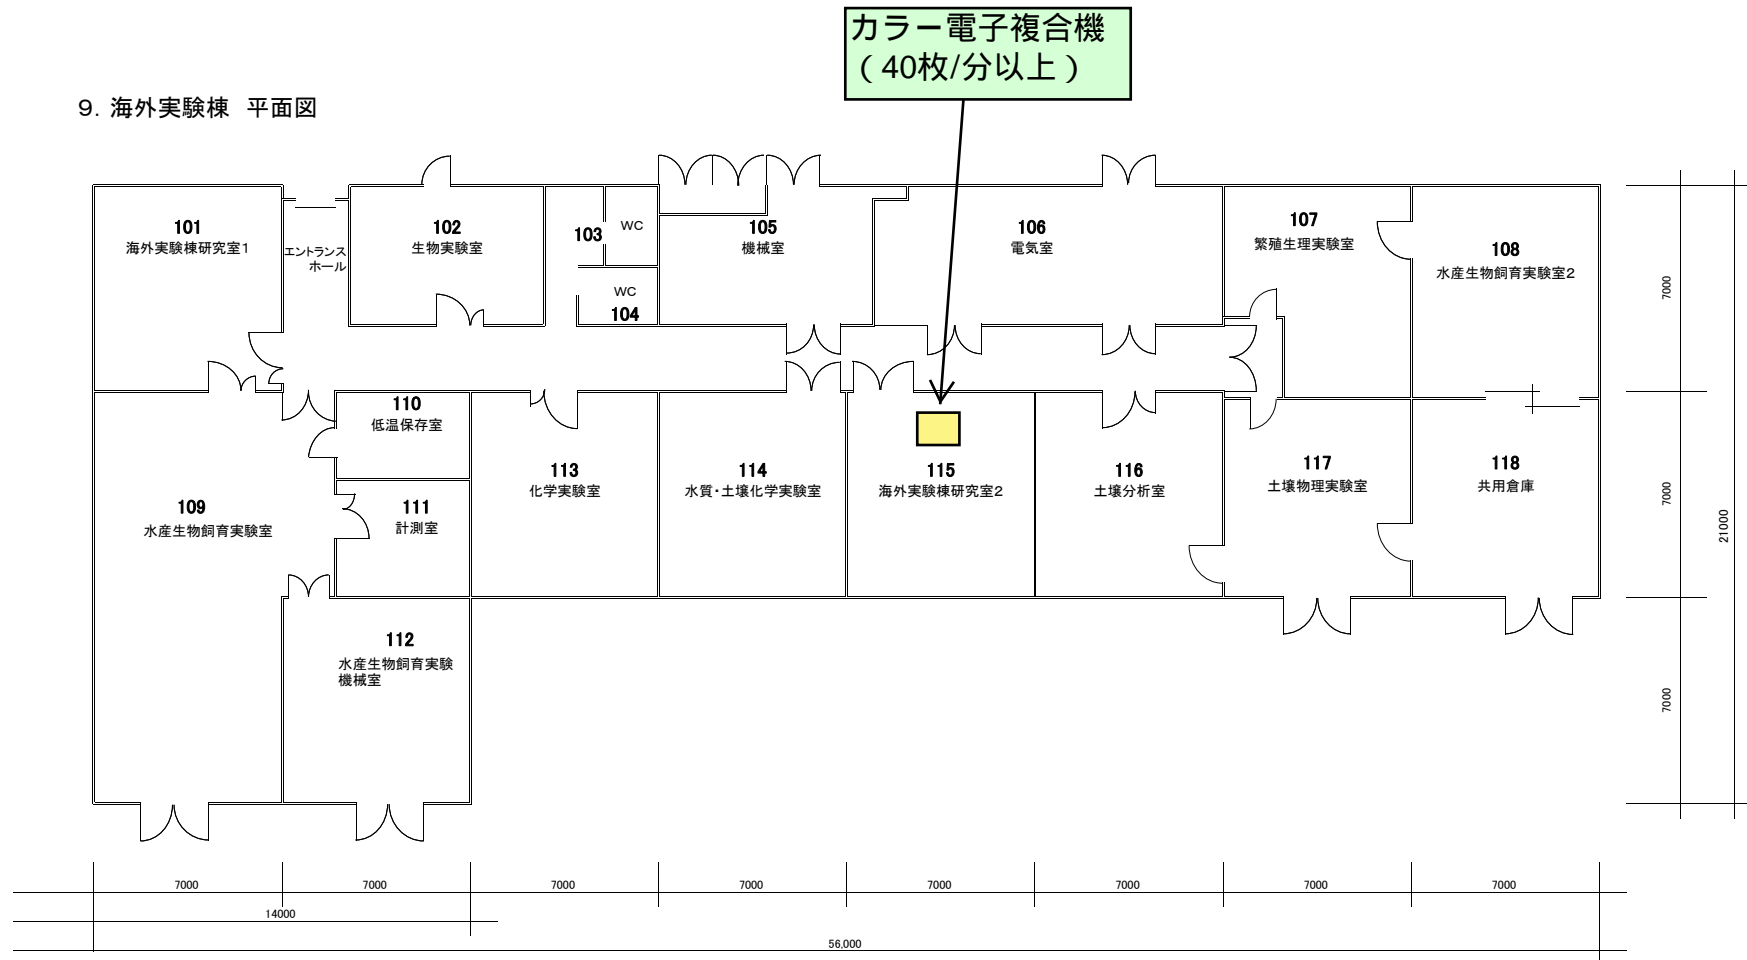 カラー電子複合機
（40枚/分以上）
９．海外実験棟　平面図
101
海外実験棟研究室１
エントランス
ホール
102
生物実験室
103
WC
WC
104
105
機械室
106
電気室
107
繁殖生理実験室
108
水産生物飼育実験室２
109
水産生物飼育実験室
110
低温保存室
111
計測室
112
水産生物飼育実験
機械室
113
化学実験室
114
水質・土壌化学実験室
115
海外実験棟研究室２
116
土壌分析室
117
土壌物理実験室
118
共用倉庫
7000
7000
7000
21000
7000
7000
7000
7000
7000
7000
7000
7000
14000
56,000